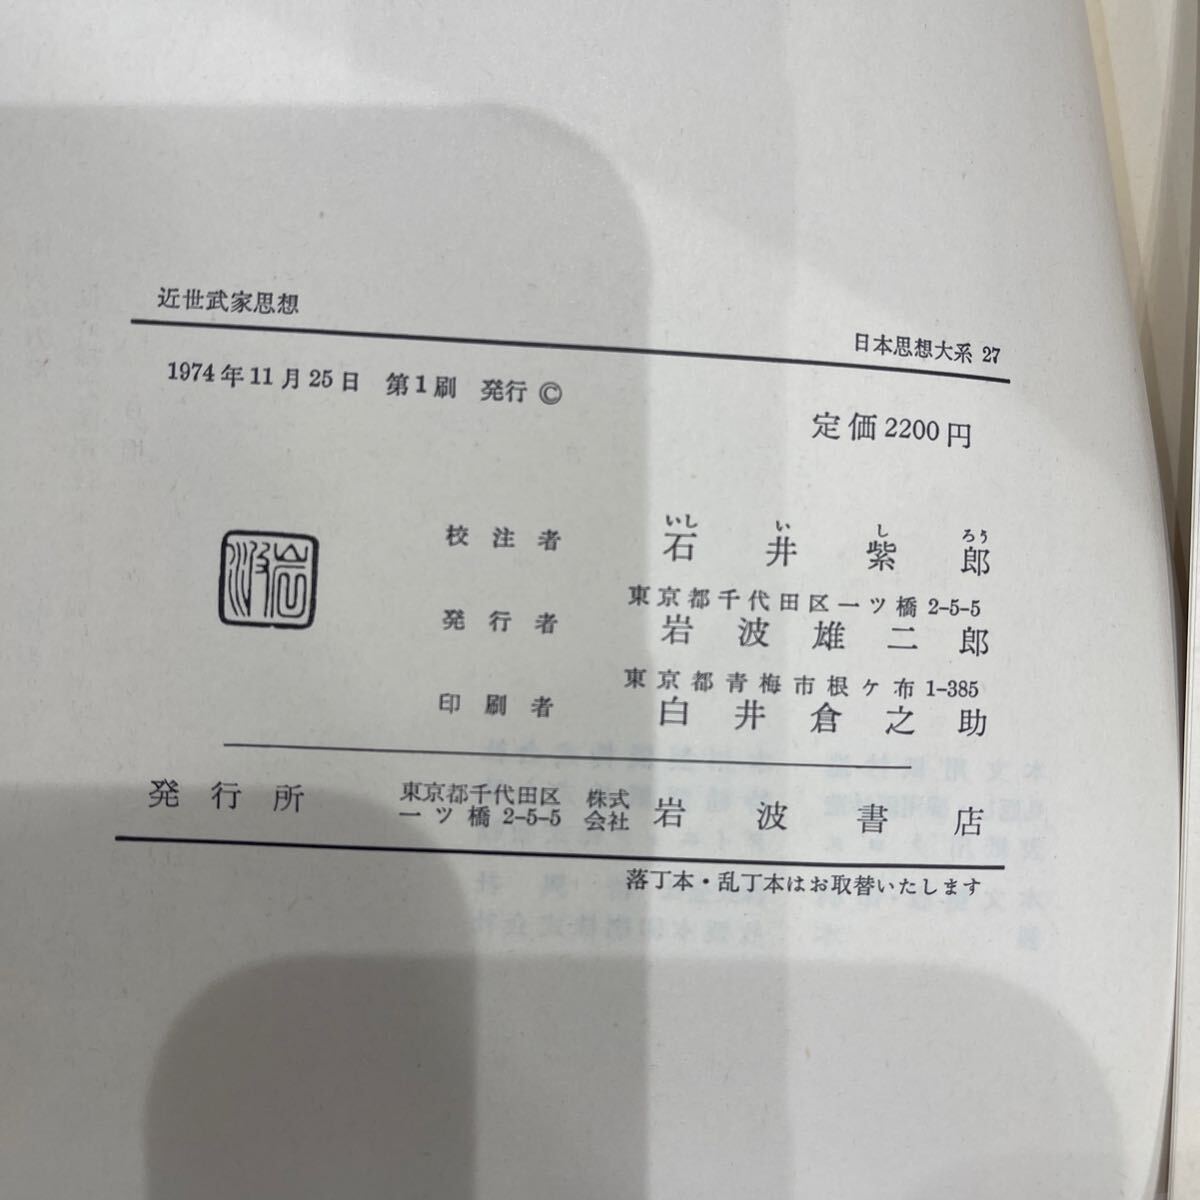 近世武家思想
日本思想大系 27
1974年11月25日 第1刷 発行 ©
定価2200円
校注者 石井紫郎
いし い し ろう
東京都千代田区一ツ橋 2-5-5
発行者 岩波雄二郎
東京都青梅市根ヶ布 1-385
印刷者 白井倉之助
発行所 東京都千代田区一ツ橋 2-5-5 株式会社 岩波書店
落丁本・乱丁本はお取替いたします
岩波